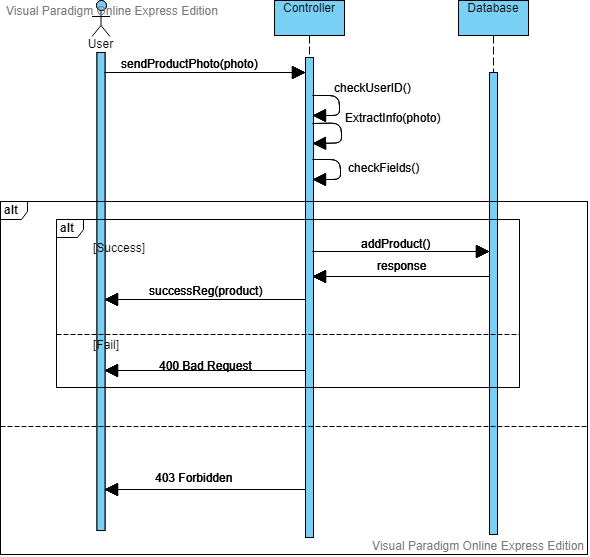 Visual Paradigm Online Express Edition
User
Controller
Database
sendProductPhoto(photo)
checkUserID()
ExtractInfo(photo)
checkFields()
alt
alt
[Success]
addProduct()
response
successReg(product)
[Fail]
400 Bad Request
403 Forbidden
Visual Paradigm Online Express Edition